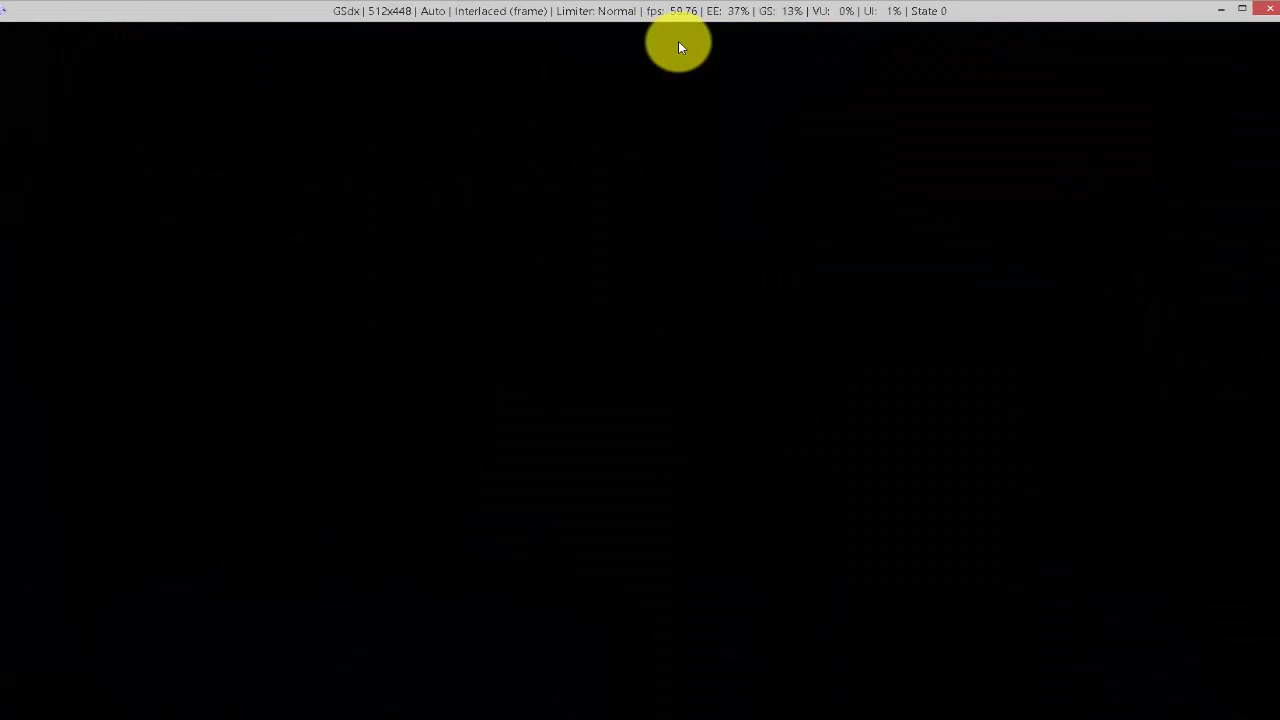 GSdx | 512x448 | Auto | Interlaced (frame) | Limiter: Normal | fps: 59.76 | EE: 37% | GS: 13% | VU: 0% | UI: 1% | State 0